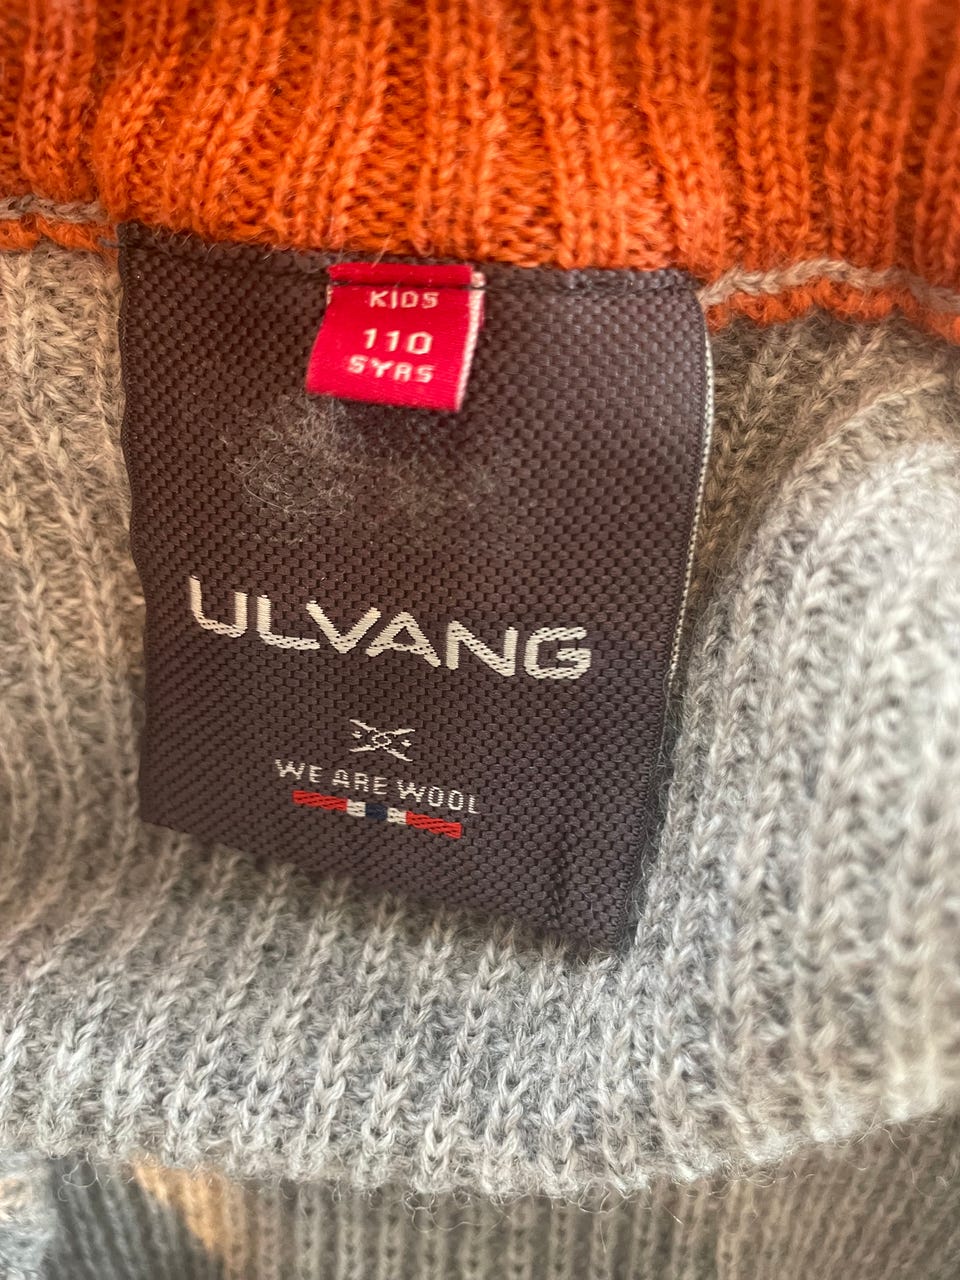 KIDS
110
5YRS
ULVANG
WE ARE WOOL